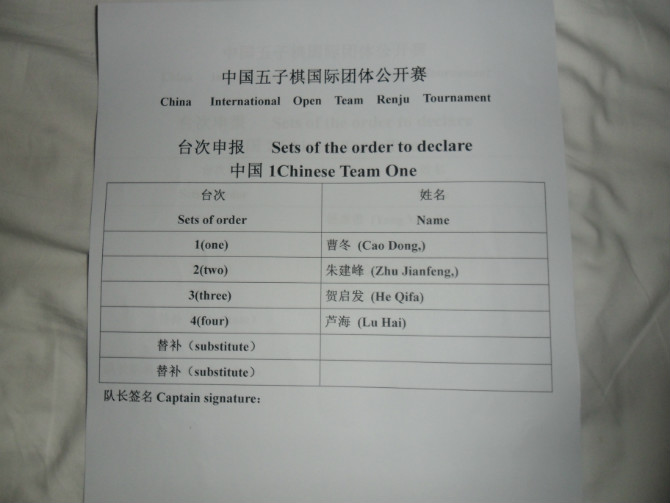 中国五子棋国际团体公开赛
China International Open Team Renju Tournament
台次申报 Sets of the order to declare
中国 1Chinese Team One
台次 姓名
Sets of order Name
1(one) 曹冬 (Cao Dong,)
2(two) 朱建峰 (Zhu Jianfeng,)
3(three) 贺启发 (He Qifa)
4(four) 芦海 (Lu Hai)
替补（substitute）
替补（substitute）
队长签名 Captain signature：